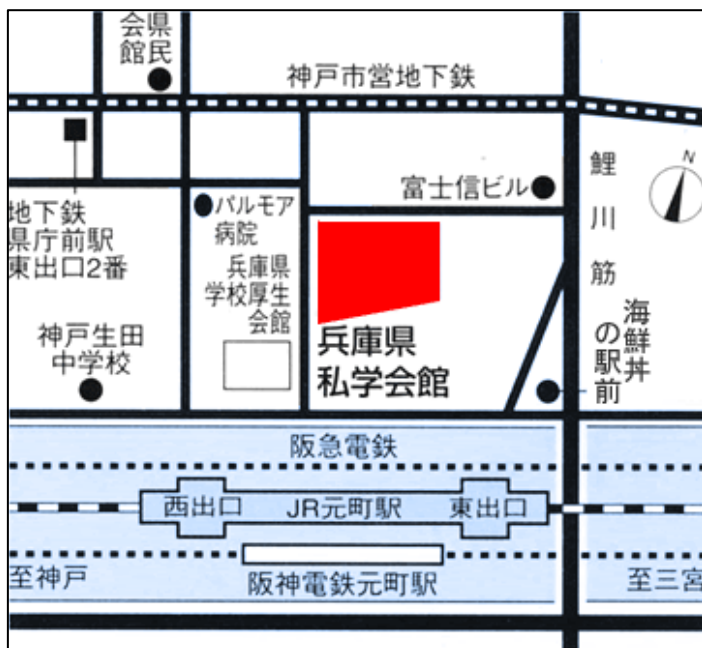 県民
会館
神戸市営地下鉄
N
富士信ビル
鯉川筋
パルモア
病院
地下鉄
県庁前駅
東出口2番
兵庫県
学校厚生
会館
神戸生田
中学校
兵庫県
私学会館
海鮮丼
の駅前
阪急電鉄
西出口
JR元町駅
東出口
至神戸
阪神電鉄元町駅
至三宮